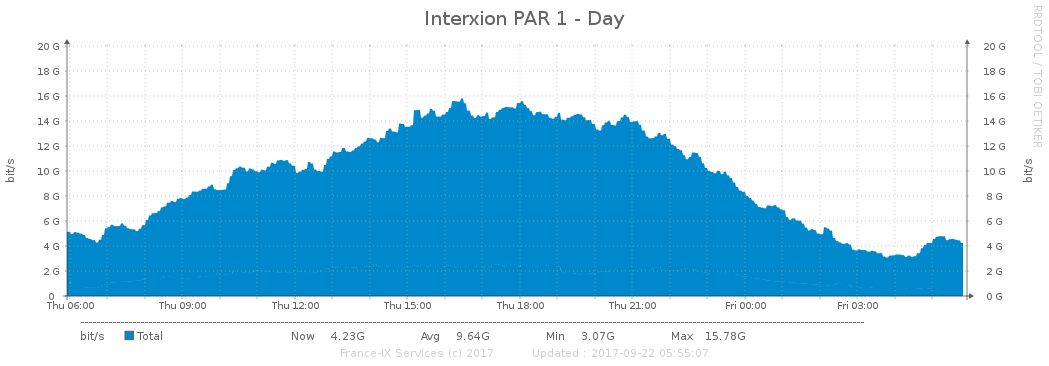 Interxion PAR 1 - Day
RRDTOOL / TOBI OETIKER
bit/s
20 G 20 G
18 G 18 G
16 G 16 G
14 G 14 G
12 G 12 G
10 G 10 G
8 G 8 G
6 G 6 G
4 G 4 G
2 G 2 G
0 0 G
bit/s
Thu 06:00 Thu 09:00 Thu 12:00 Thu 15:00 Thu 18:00 Thu 21:00 Fri 00:00 Fri 03:00
bit/s Total Now 4.23G Avg 9.64G Min 3.07G Max 15.78G
France-IX Services (c) 2017 Updated : 2017-09-22 05:55:07